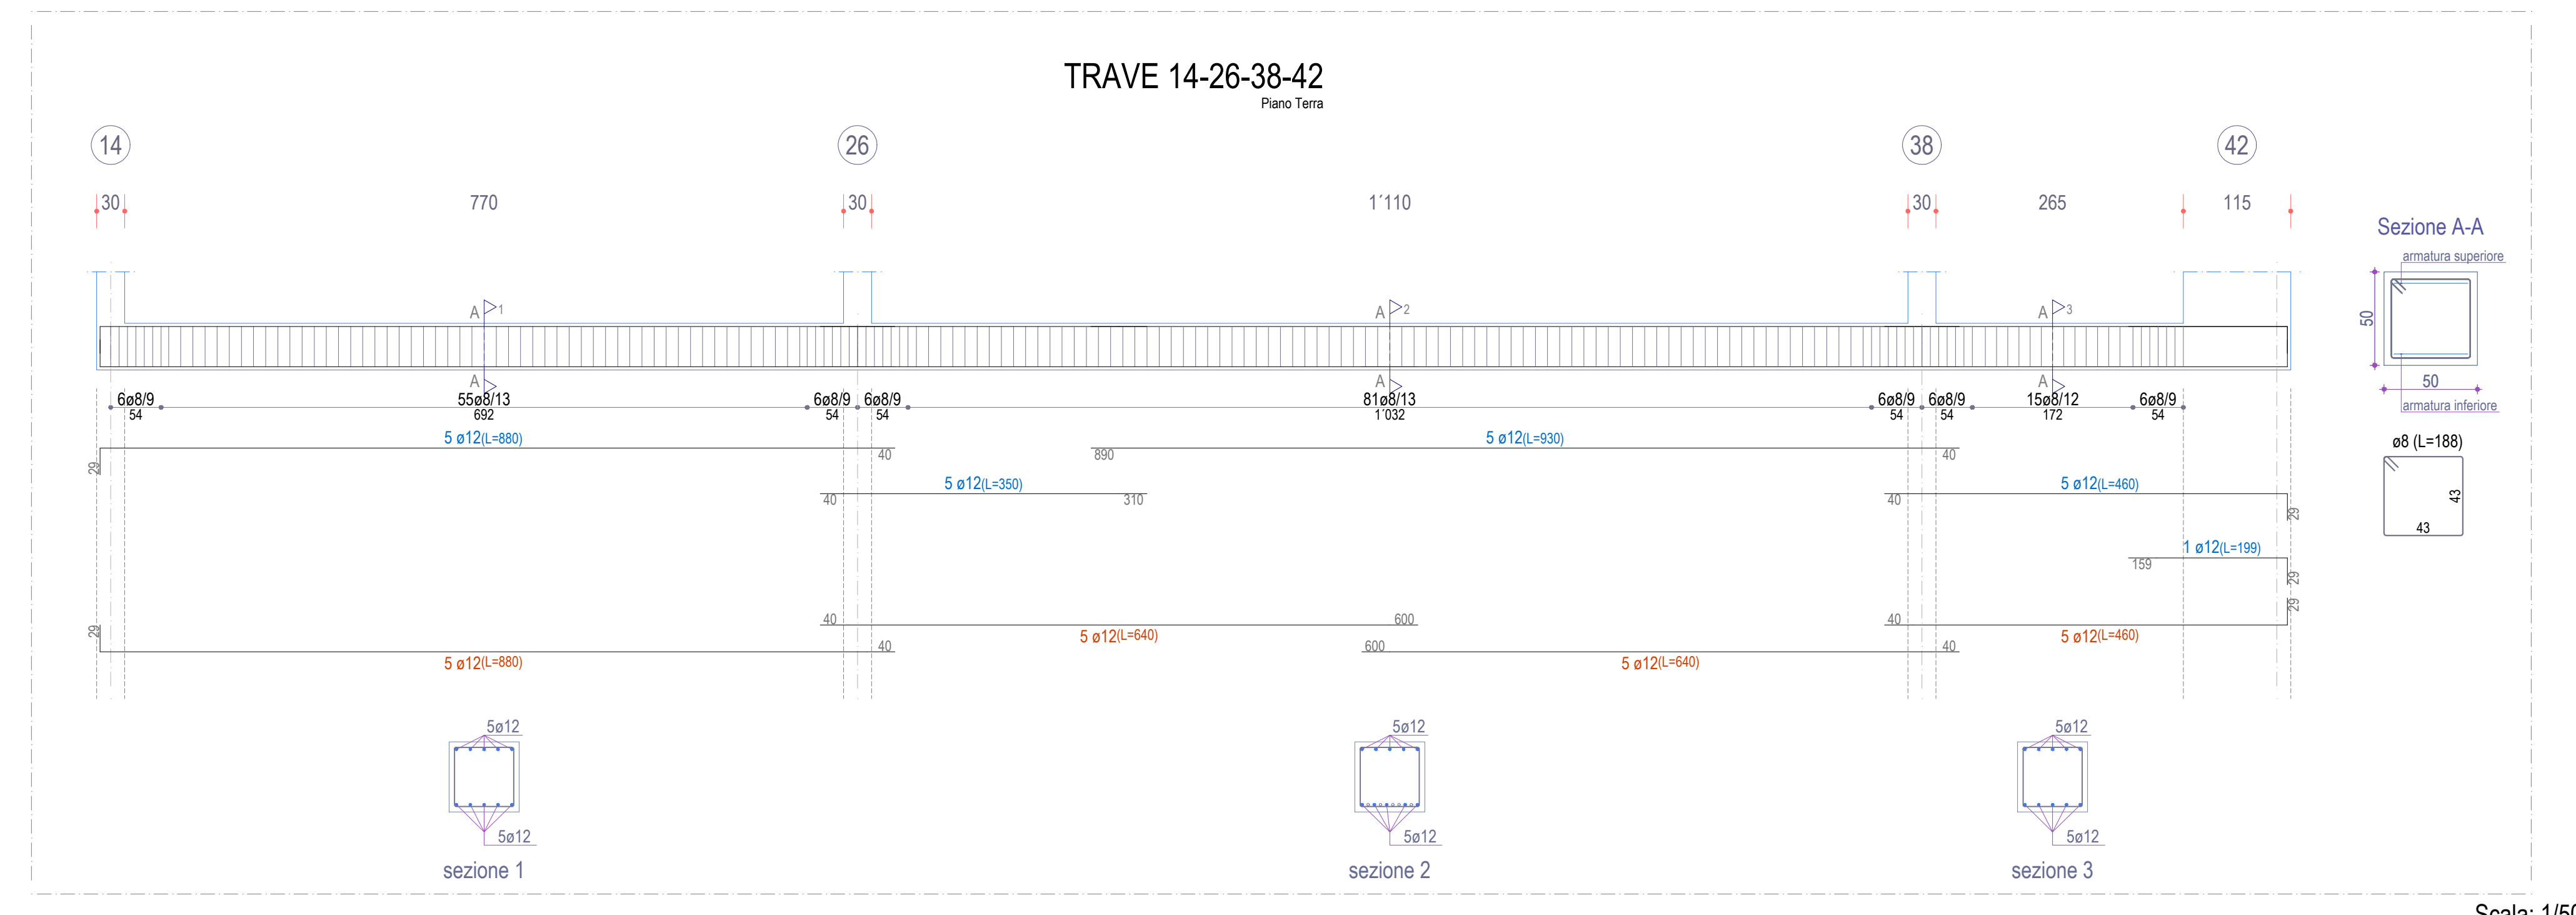 TRAVE 14-26-38-42
Piano Terra
14 26 38 42
30 770 30 1´110 30 265 115
Sezione A-A
armatura superiore
50
50
armatura inferiore
A 1 A 2 A 3
A A A
6ø8/9 55ø8/13 6ø8/9 6ø8/9 81ø8/13 6ø8/9 6ø8/9 15ø8/12 6ø8/9
54 692 54 54 1´032 54 54 172 54
5 ø12(L=880) 5 ø12(L=930)
29 40 890 40
5 ø12(L=350) 5 ø12(L=460)
40 310 40 29
ø8 (L=188)
43
43
1 ø12(L=199)
159 29
40 600 40 29
5 ø12(L=640) 5 ø12(L=460)
29 40 600 40
5 ø12(L=880) 5 ø12(L=640)
5ø12 5ø12 5ø12
5ø12 5ø12 5ø12
sezione 1 sezione 2 sezione 3